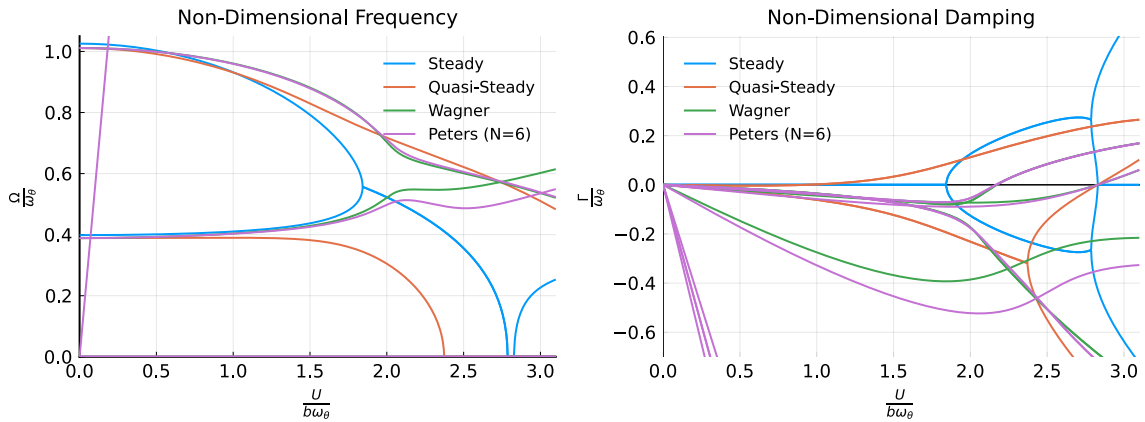 Non-Dimensional Frequency
1.0
0.8
0.6
0.4
0.2
0.0
Ω/ω_θ
Steady
Quasi-Steady
Wagner
Peters (N=6)
0.0 0.5 1.0 1.5 2.0 2.5 3.0
U/bω_θ
Non-Dimensional Damping
0.6
0.4
0.2
0.0
−0.2
−0.4
−0.6
Γ/ω_θ
Steady
Quasi-Steady
Wagner
Peters (N=6)
0.0 0.5 1.0 1.5 2.0 2.5 3.0
U/bω_θ